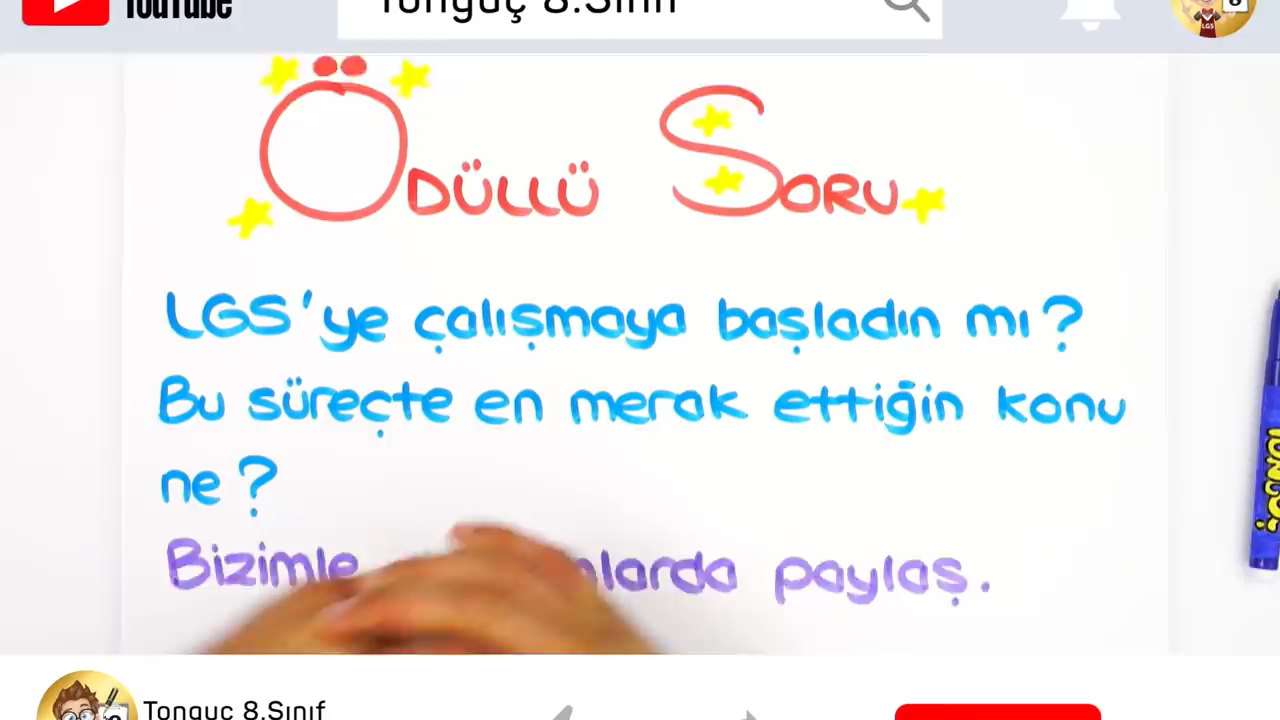 YouTube
Tonguç 8.Sınıf
LGS
ÖDÜLLÜ SORU
LGS'ye çalışmaya başladın mı?
Bu süreçte en merak ettiğin konu
ne?
Bizimle paylaş.
Tonguç 8.Sınıf